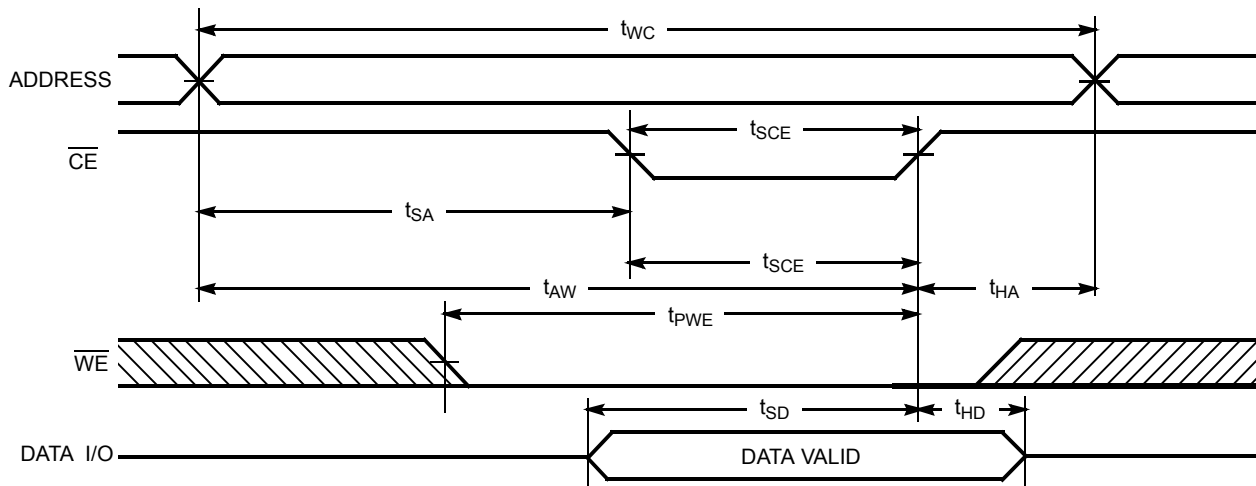 tWC
ADDRESS
tSCE
CE
tSA
tSCE
tAW
tHA
tPWE
WE
tSD
tHD
DATA I/O
DATA VALID